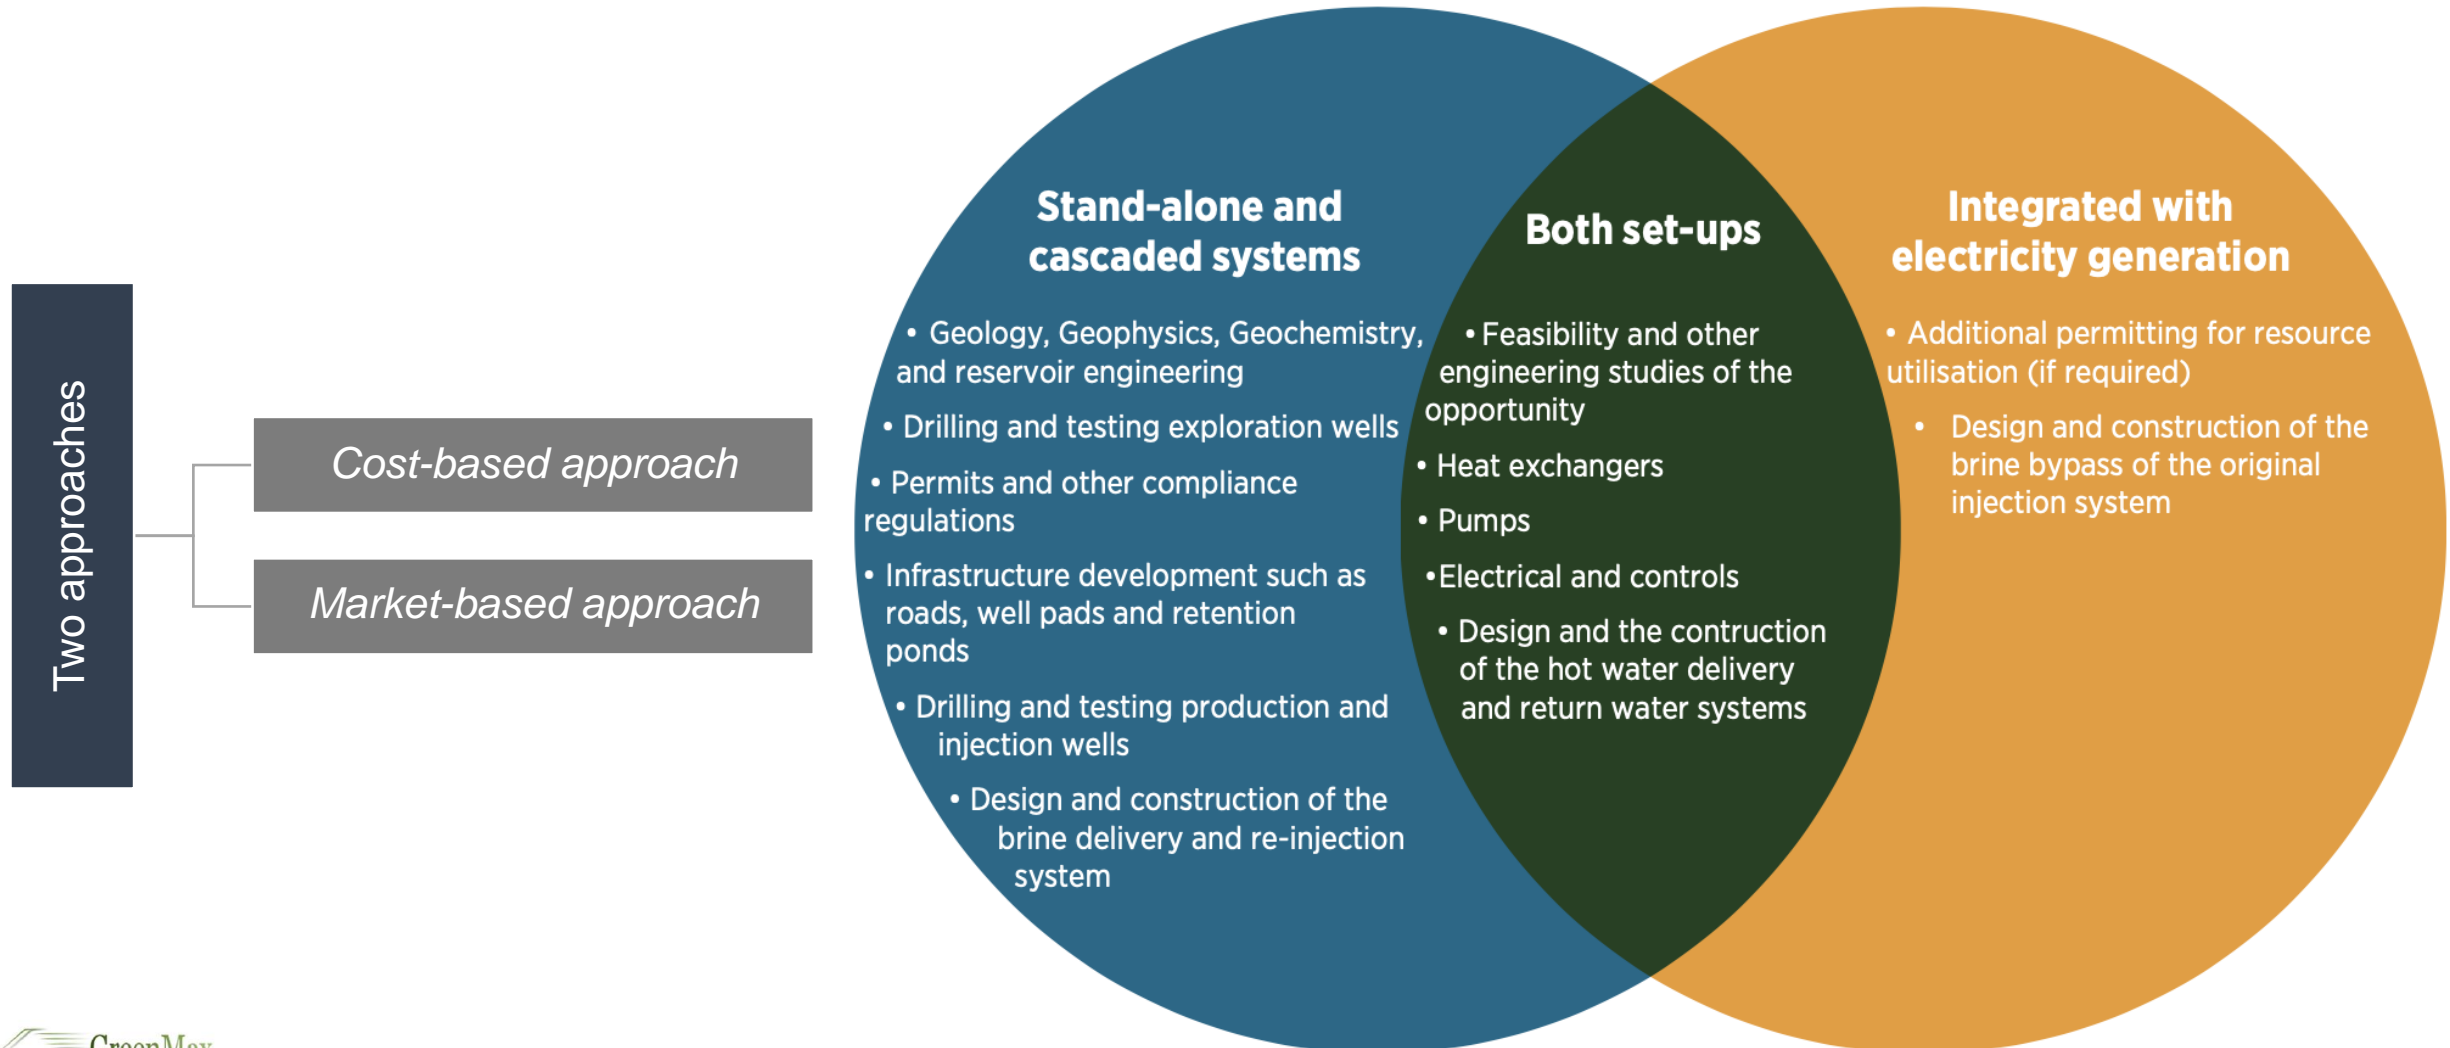 Two approaches
Cost-based approach
Market-based approach
Stand-alone and
cascaded systems
• Geology, Geophysics, Geochemistry,
and reservoir engineering
• Drilling and testing exploration wells
• Permits and other compliance
regulations
• Infrastructure development such as
roads, well pads and retention
ponds
• Drilling and testing production and
injection wells
• Design and construction of the
brine delivery and re-injection
system
Both set-ups
• Feasibility and other
engineering studies of the
opportunity
• Heat exchangers
• Pumps
•Electrical and controls
• Design and the contruction
of the hot water delivery
and return water systems
Integrated with
electricity generation
• Additional permitting for resource
utilisation (if required)
• Design and construction of the
brine bypass of the original
injection system
GreenMax